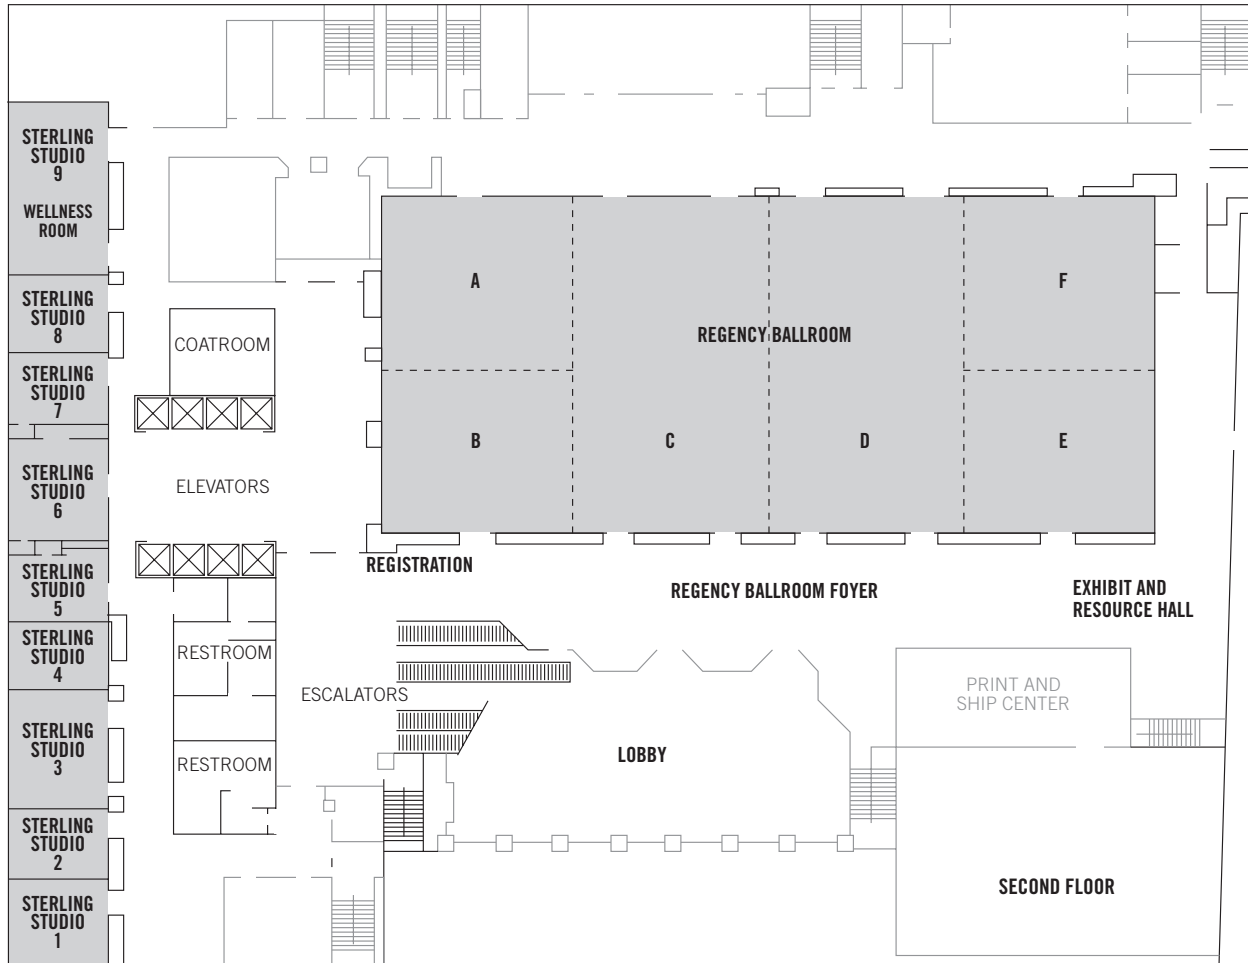 STERLING
STUDIO
9
WELLNESS
ROOM
STERLING
STUDIO
8
STERLING
STUDIO
7
STERLING
STUDIO
6
STERLING
STUDIO
5
STERLING
STUDIO
4
STERLING
STUDIO
3
STERLING
STUDIO
2
STERLING
STUDIO
1
COATROOM
ELEVATORS
RESTROOM
RESTROOM
ESCALATORS
A
F
REGENCY BALLROOM
B
C
D
E
REGISTRATION
REGENCY BALLROOM FOYER
EXHIBIT AND
RESOURCE HALL
PRINT AND
SHIP CENTER
LOBBY
SECOND FLOOR